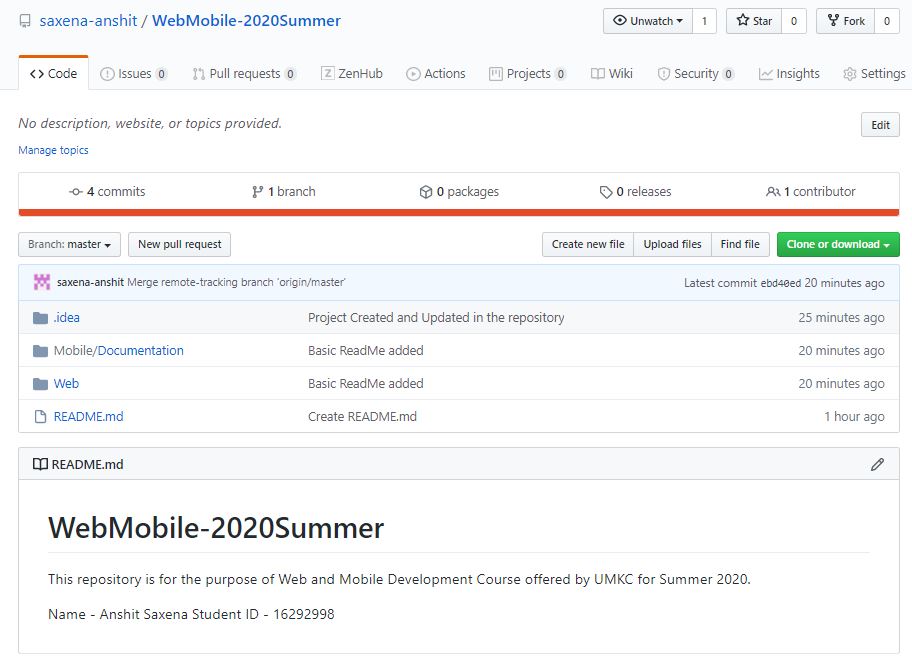 saxena-anshit / WebMobile-2020Summer
Unwatch 1 Star 0 Fork 0
Code Issues 0 Pull requests 0 ZenHub Actions Projects 0 Wiki Security 0 Insights Settings
No description, website, or topics provided. Edit
Manage topics
4 commits 1 branch 0 packages 0 releases 1 contributor
Branch: master New pull request Create new file Upload files Find file Clone or download
saxena-anshit Merge remote-tracking branch 'origin/master' Latest commit ebd40ed 20 minutes ago
.idea Project Created and Updated in the repository 25 minutes ago
Mobile/Documentation Basic ReadMe added 20 minutes ago
Web Basic ReadMe added 20 minutes ago
README.md Create README.md 1 hour ago
README.md
WebMobile-2020Summer
This repository is for the purpose of Web and Mobile Development Course offered by UMKC for Summer 2020.
Name - Anshit Saxena Student ID - 16292998